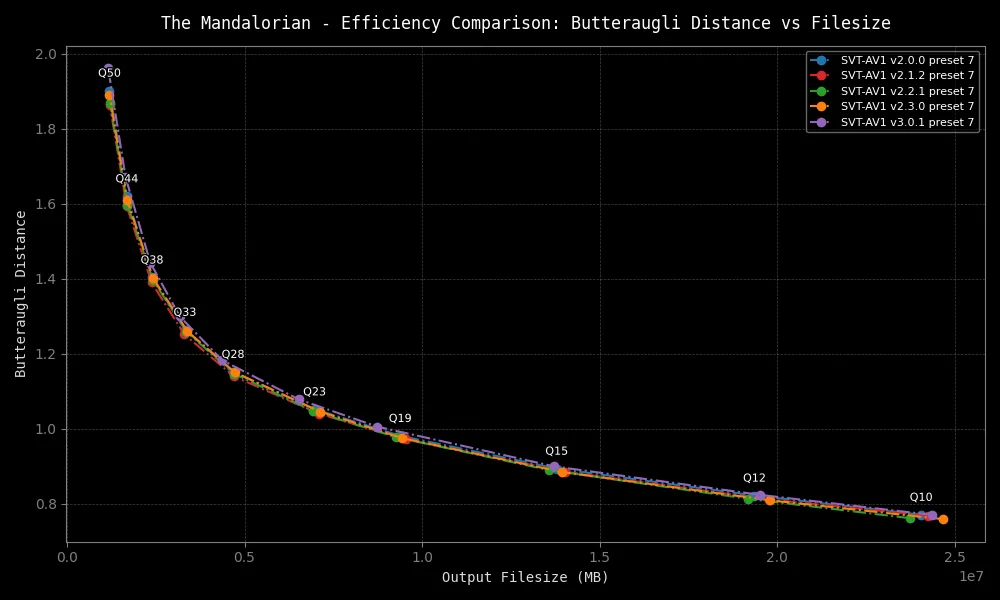 The Mandalorian - Efficiency Comparison: Butteraugli Distance vs Filesize
SVT-AV1 v2.0.0 preset 7
SVT-AV1 v2.1.2 preset 7
SVT-AV1 v2.2.1 preset 7
SVT-AV1 v2.3.0 preset 7
SVT-AV1 v3.0.1 preset 7
2.0
1.8
1.6
1.4
1.2
1.0
0.8
Butteraugli Distance
Q50
Q44
Q38
Q33
Q28
Q23
Q19
Q15
Q12
Q10
0.0 0.5 1.0 1.5 2.0 2.5
1e7
Output Filesize (MB)